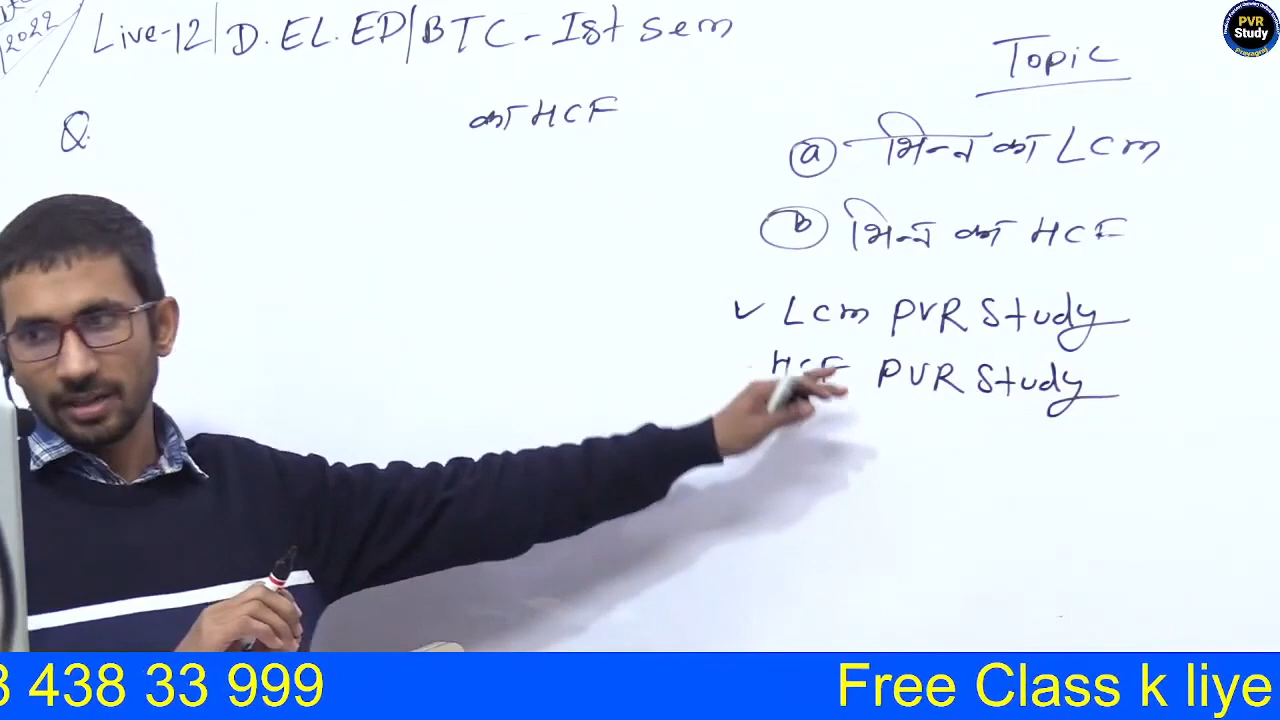 2022
Live-12|D.EL.ED|BTC-Ist Sem
Q.
का HCF
Topic
(a) भिन्न का Lcm
(b) भिन्न का HCF
✓ Lcm PVR Study
HCF PVR Study
PVR
Study
Prayagraj
438 33 999
Free Class k liye